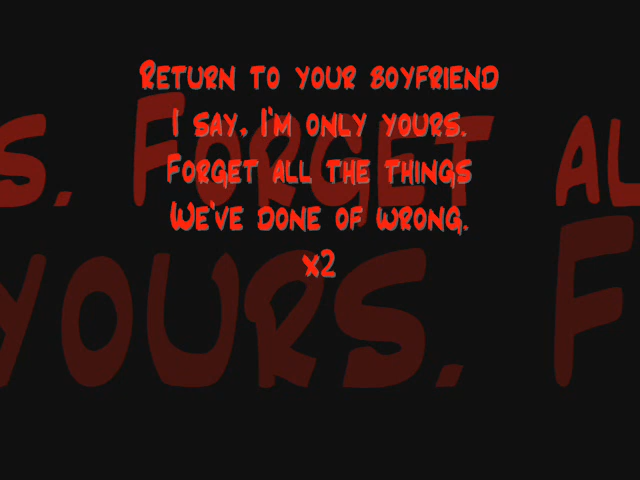 Return to your boyfriend
I say, I'm only yours.
Forget all the things
We've done of wrong.
x2
s. Forget al
yours. F